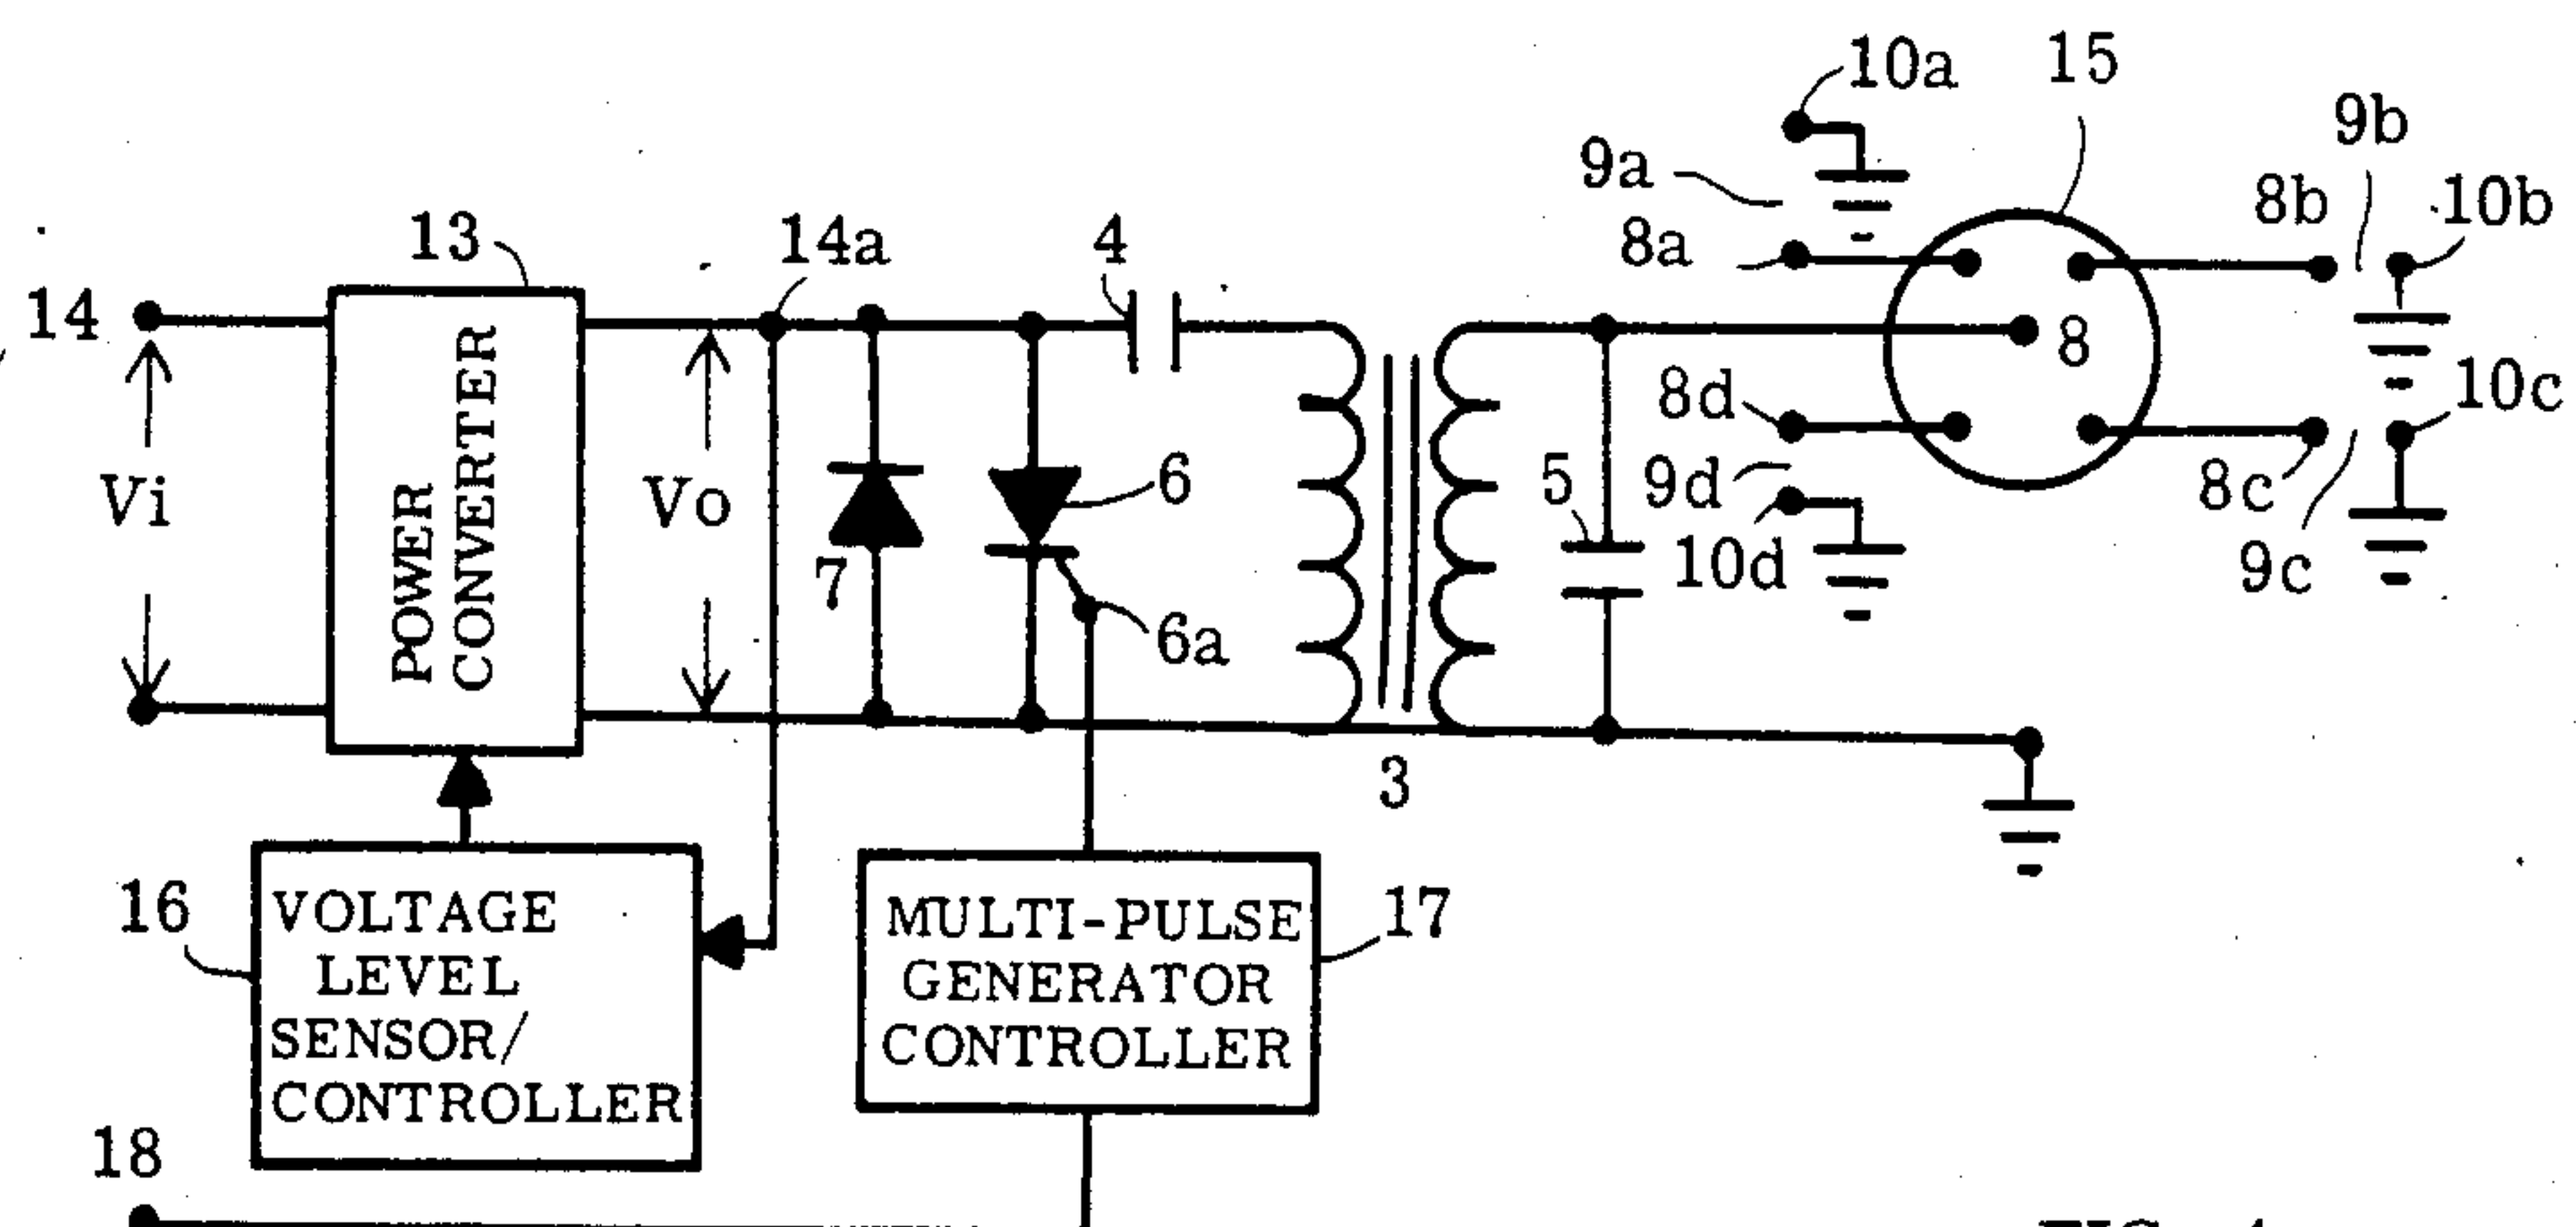 10a
15
9b
9a
8a
8b
10b
13
14a
4
14
8
10c
8d
Vi
POWER
CONVERTER
Vo
6
5
9d
8c
7
10d
9c
6a
3
16
VOLTAGE
LEVEL
SENSOR/
CONTROLLER
MULTI-PULSE
GENERATOR
CONTROLLER
17
18